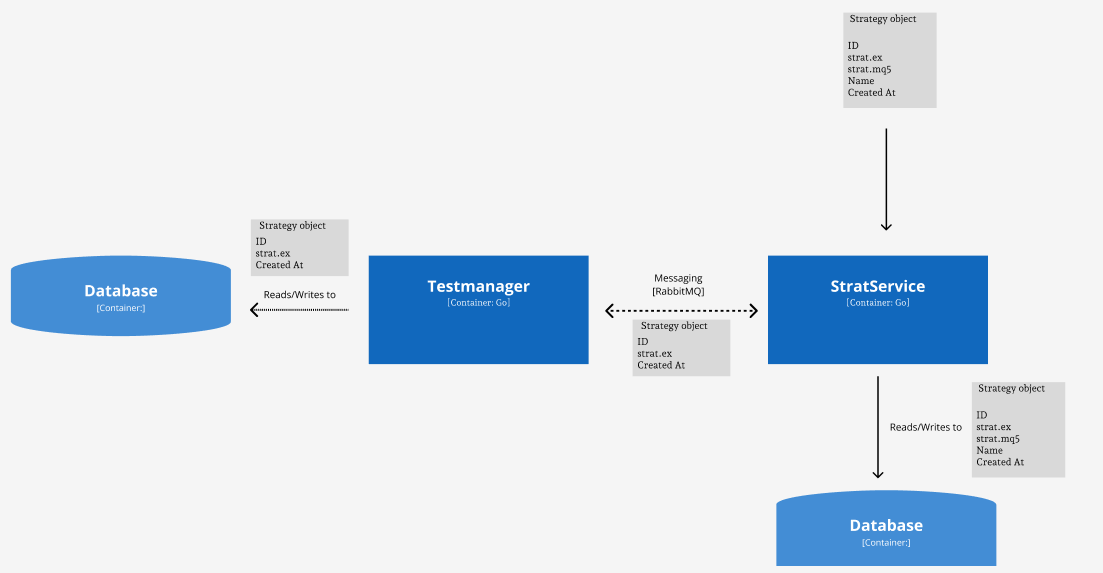 Strategy object
ID
strat.ex
strat.mq5
Name
Created At
Strategy object
ID
strat.ex
Created At
Reads/Writes to
Database
[Container:]
Testmanager
[Container: Go]
Messaging
[RabbitMQ]
Strategy object
ID
strat.ex
Created At
StratService
[Container: Go]
Reads/Writes to
Strategy object
ID
strat.ex
strat.mq5
Name
Created At
Database
[Container:]